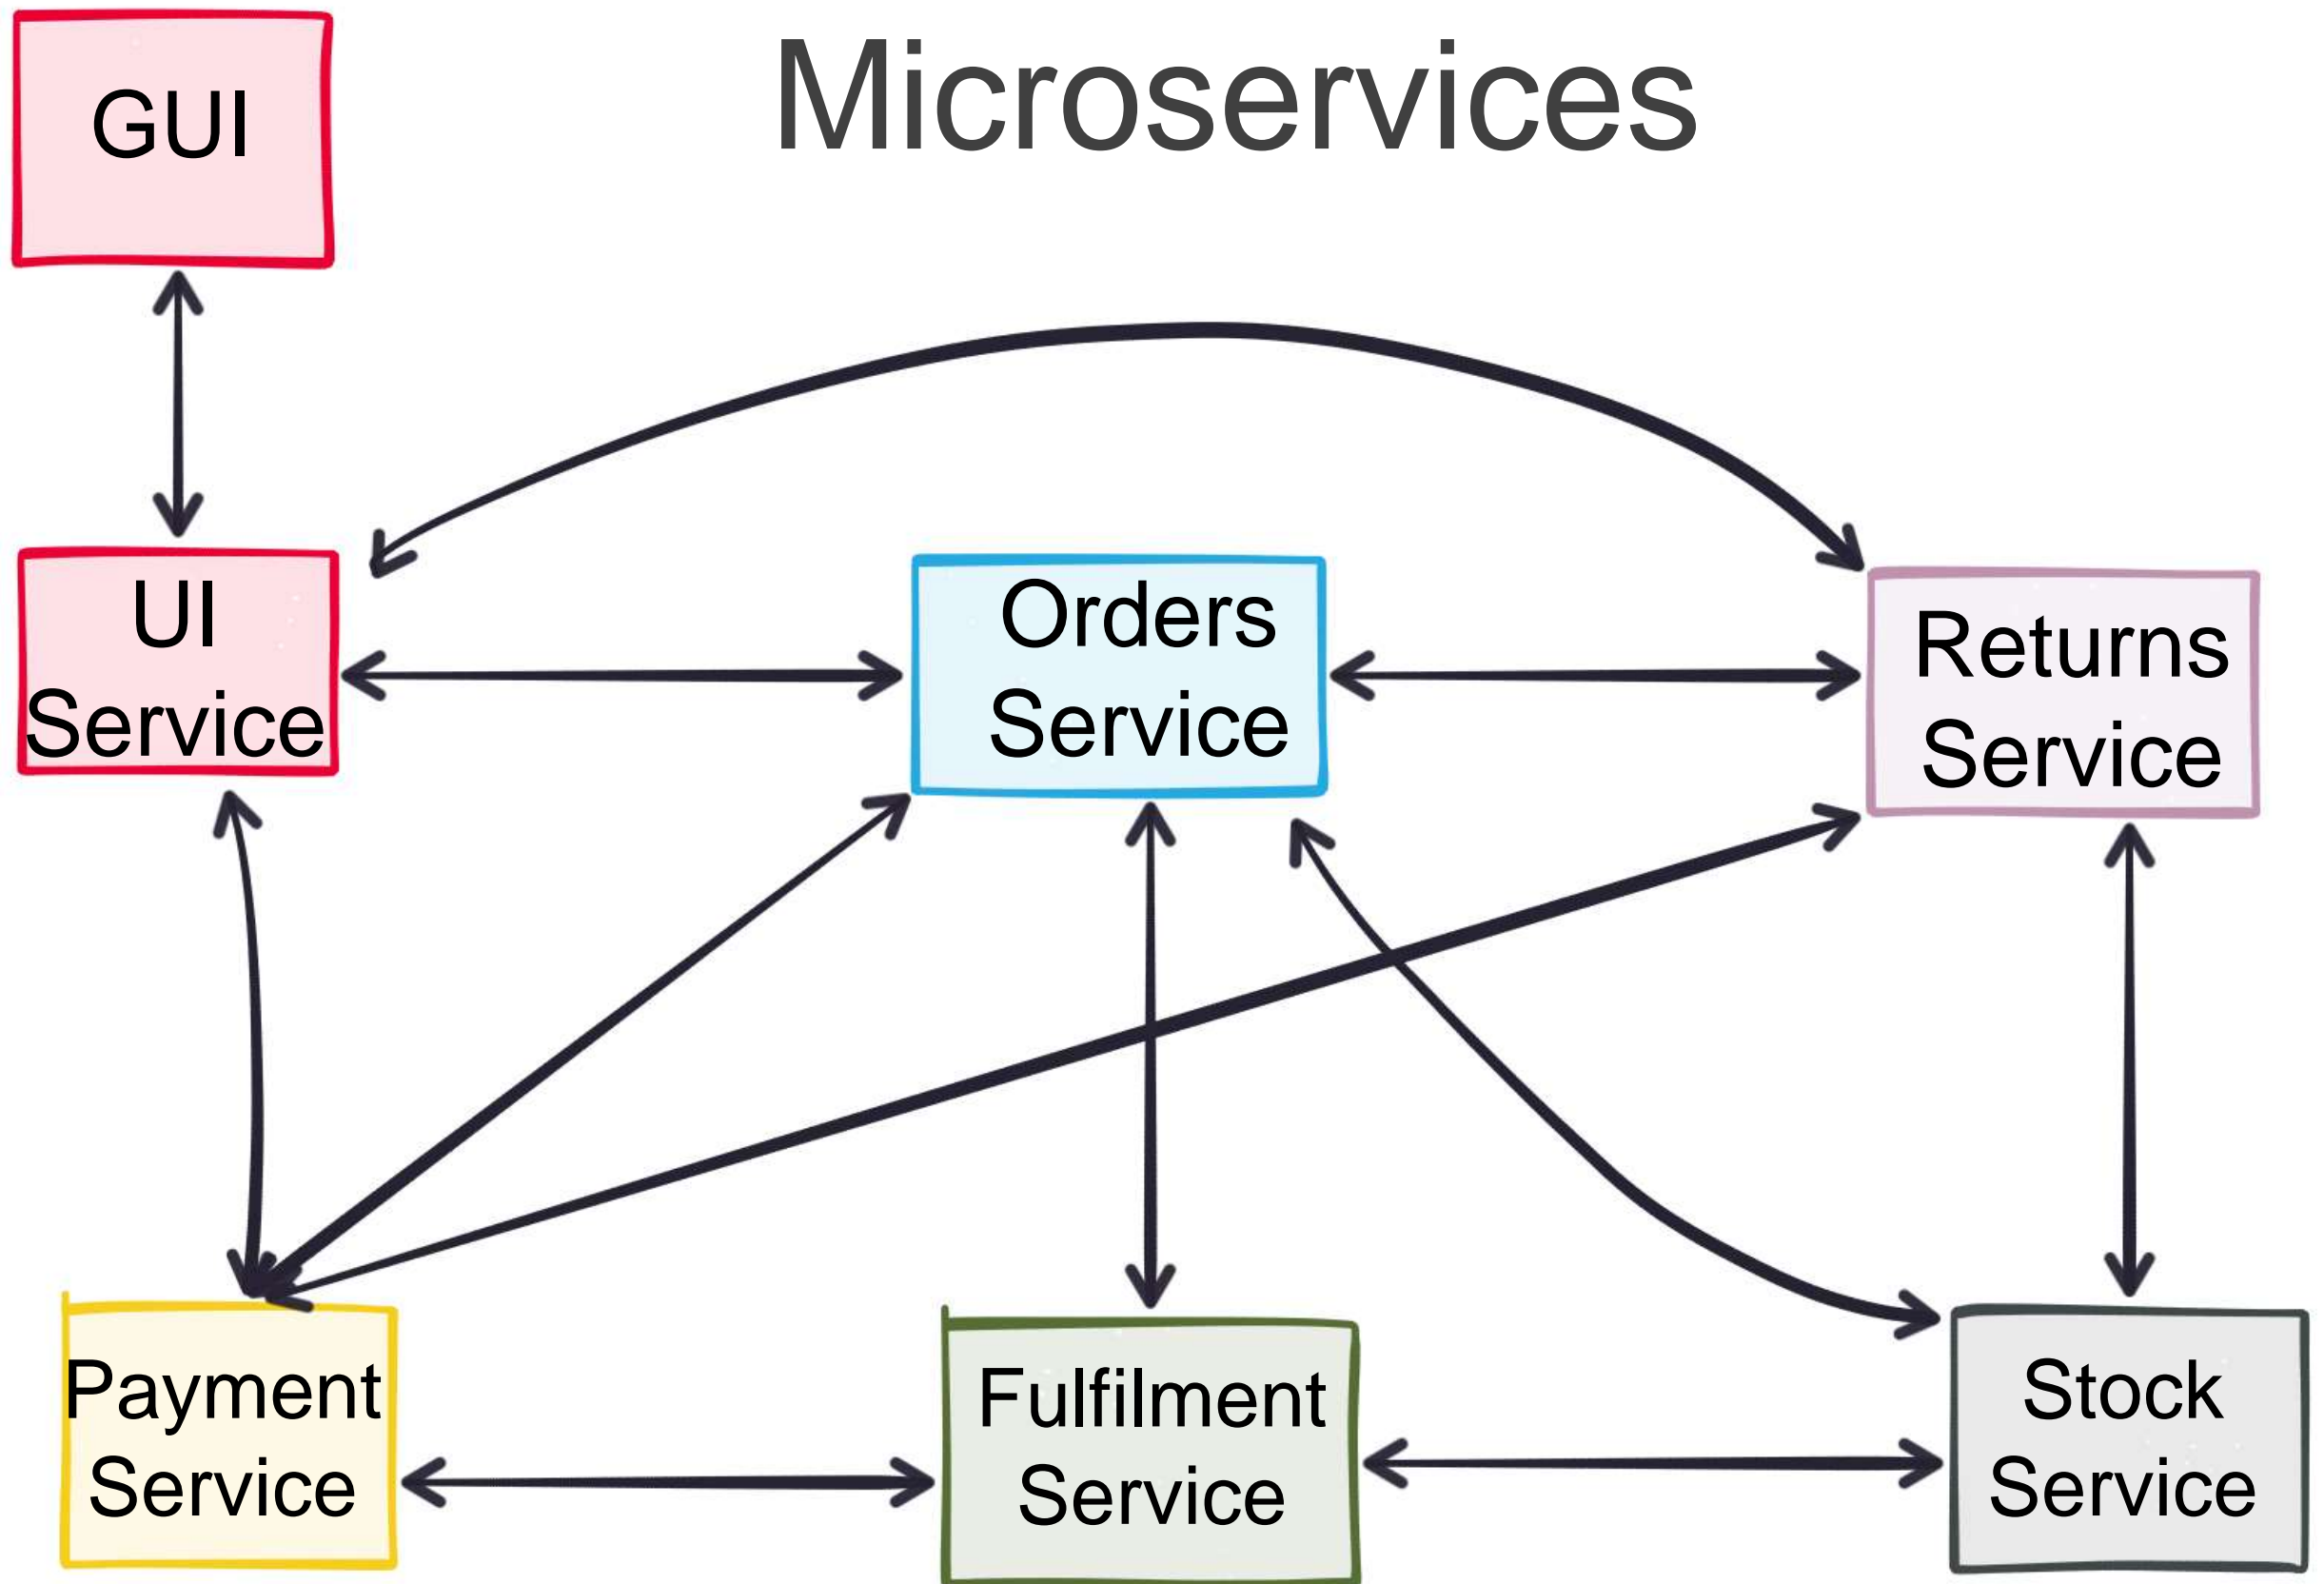 Microservices
GUI
UI
Service
Orders
Service
Returns
Service
Payment
Service
Fulfilment
Service
Stock
Service